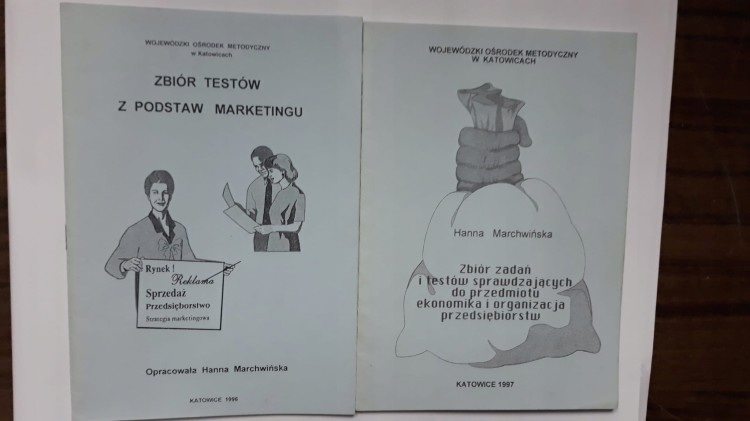 WOJEWÓDZKI OŚRODEK METODYCZNY
w Katowicach
ZBIÓR TESTÓW
Z PODSTAW MARKETINGU
Rynek !
Reklama
Sprzedaż
Przedsiębiorstwo
Strategia marketingowa
Opracowała Hanna Marchwińska
KATOWICE 1996
WOJEWÓDZKI OŚRODEK METODYCZNY
W KATOWICACH
Hanna Marchwińska
Zbiór zadań
i testów sprawdzających
do przedmiotu
ekonomika i organizacja
przedsiębiorstw
KATOWICE 1997